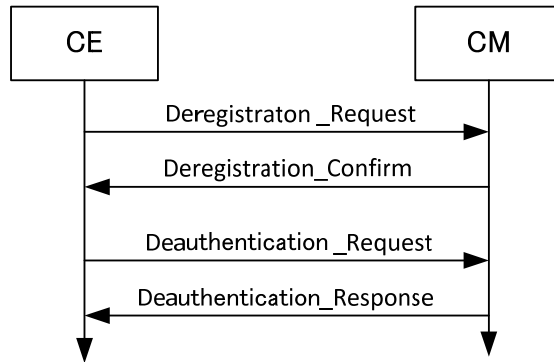 CE
CM
Deregistraton _Request
Deregistration_Confirm
Deauthentication _Request
Deauthentication_Response